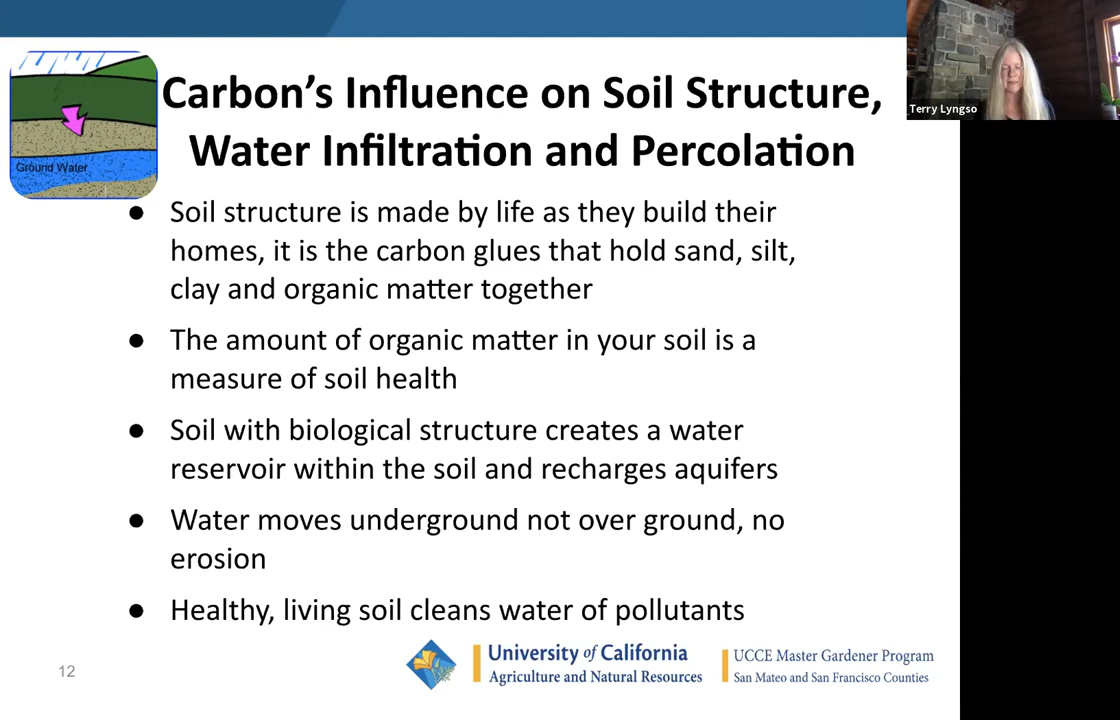 Terry Lyngso
Carbon's Influence on Soil Structure,
Water Infiltration and Percolation
Ground Water
● Soil structure is made by life as they build their
homes, it is the carbon glues that hold sand, silt,
clay and organic matter together
● The amount of organic matter in your soil is a
measure of soil health
● Soil with biological structure creates a water
reservoir within the soil and recharges aquifers
● Water moves underground not over ground, no
erosion
● Healthy, living soil cleans water of pollutants
12
University of California
Agriculture and Natural Resources
UCCE Master Gardener Program
San Mateo and San Francisco Counties